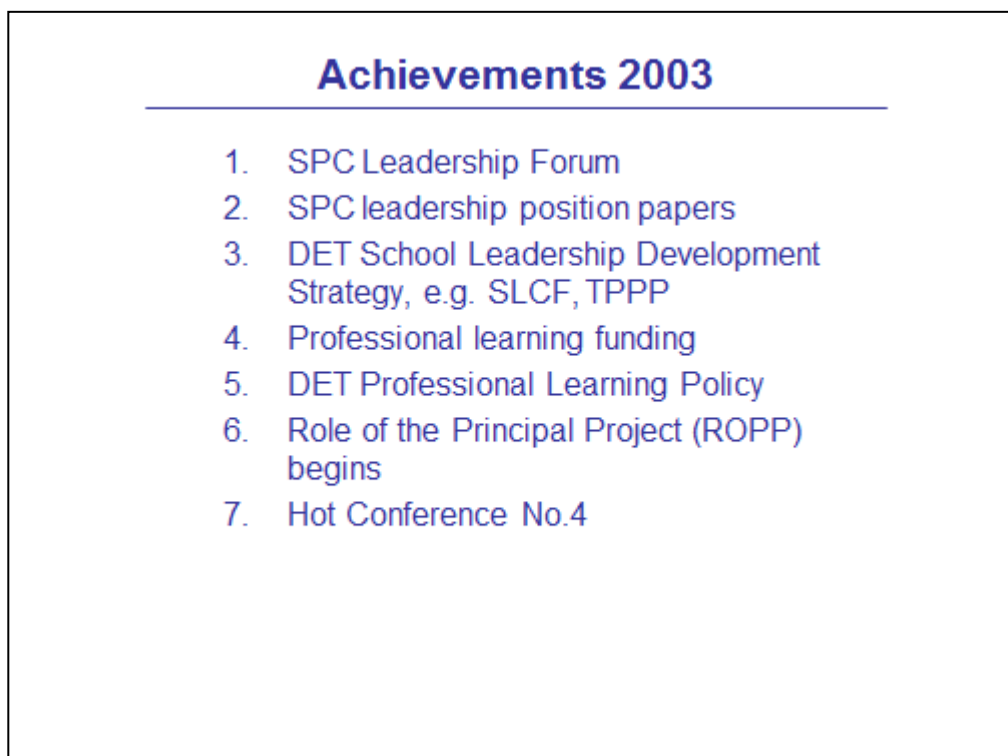 Achievements 2003
1. SPC Leadership Forum
2. SPC leadership position papers
3. DET School Leadership Development
Strategy, e.g. SLCF, TPPP
4. Professional learning funding
5. DET Professional Learning Policy
6. Role of the Principal Project (ROPP)
begins
7. Hot Conference No.4